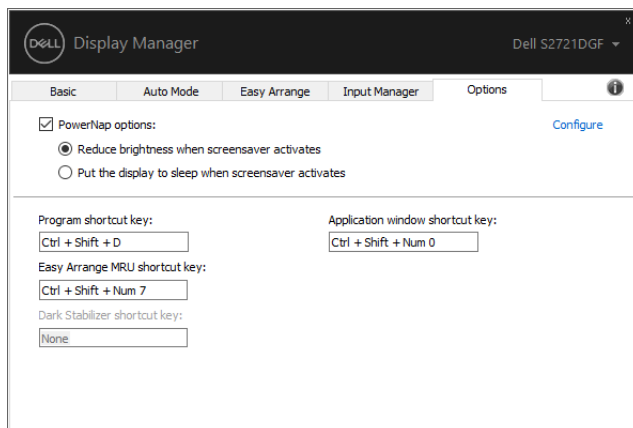 DELL Display Manager
Dell S2721DGF
Basic Auto Mode Easy Arrange Input Manager Options
PowerNap options:
Configure
Reduce brightness when screensaver activates
Put the display to sleep when screensaver activates
Program shortcut key:
Application window shortcut key:
Ctrl + Shift + D
Ctrl + Shift + Num 0
Easy Arrange MRU shortcut key:
Ctrl + Shift + Num 7
Dark Stabilizer shortcut key:
None